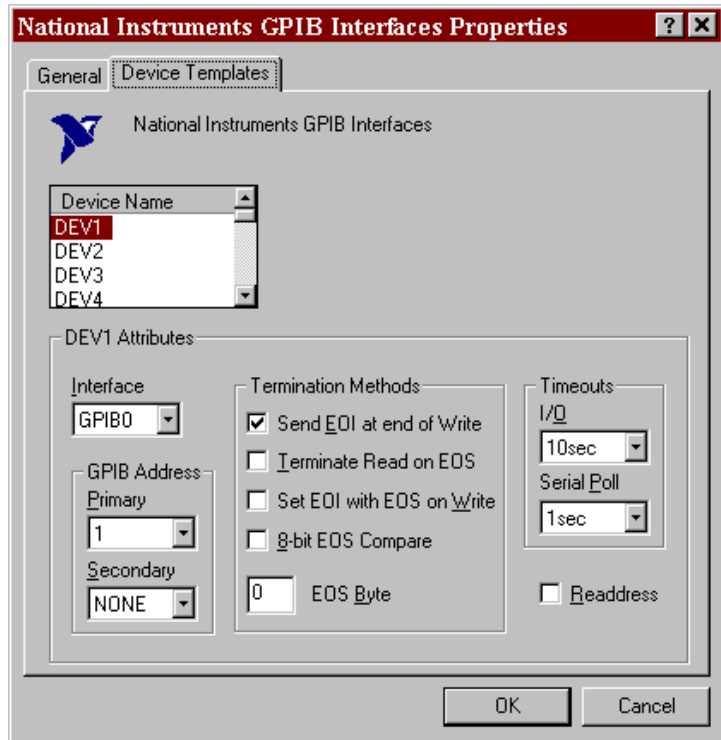 National Instruments GPIB Interfaces Properties
General
Device Templates
National Instruments GPIB Interfaces
Device Name
DEV1
DEV2
DEV3
DEV4
DEV1 Attributes
Interface
GPIB0
GPIB Address
Primary
1
Secondary
NONE
Termination Methods
Send EOI at end of Write
Terminate Read on EOS
Set EOI with EOS on Write
8-bit EOS Compare
0 EOS Byte
Timeouts
I/O
10sec
Serial Poll
1sec
Readdress
OK
Cancel